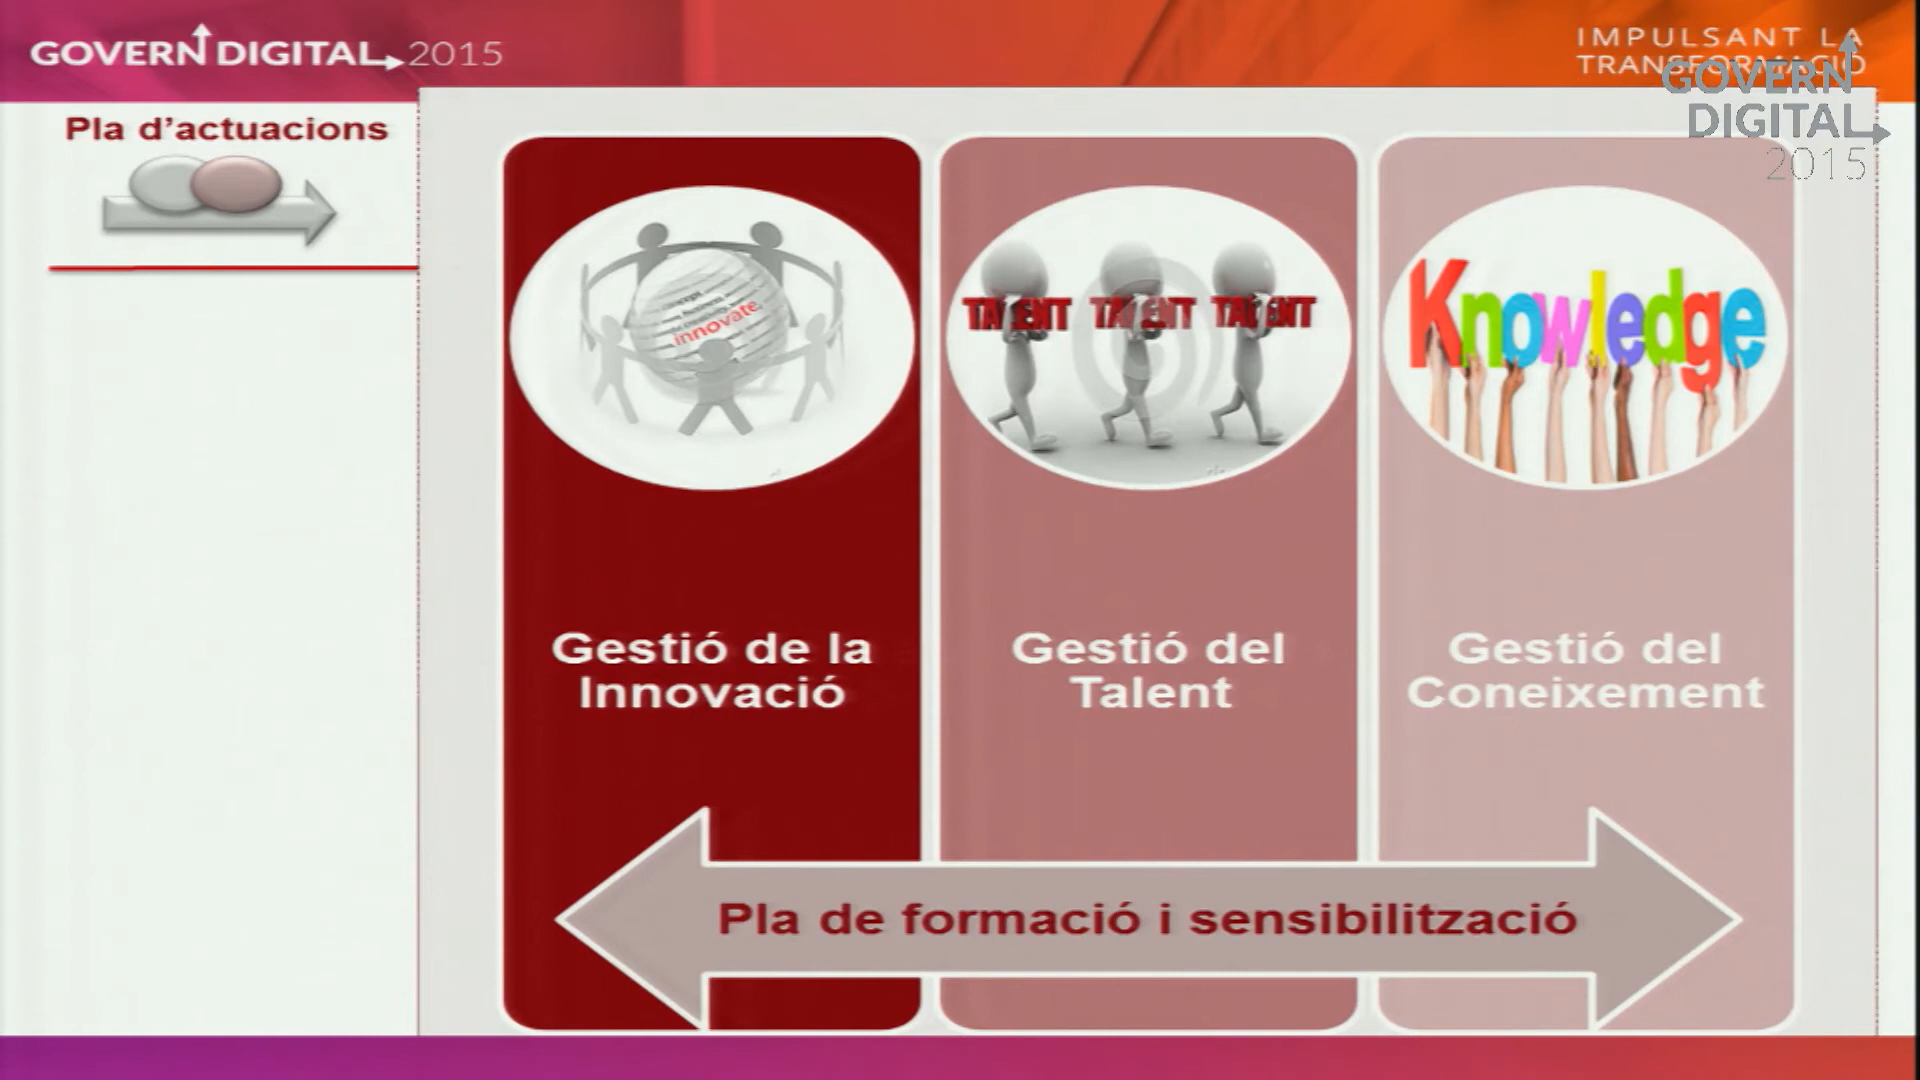 GOVERN DIGITAL 2015
IMPULSANT LA
TRANSFORMACIÓ
GOVERN
DIGITAL
2015
Pla d'actuacions
innovate
TALENT TALENT TALENT
Knowledge
Gestió de la
Innovació
Gestió del
Talent
Gestió del
Coneixement
Pla de formació i sensibilització